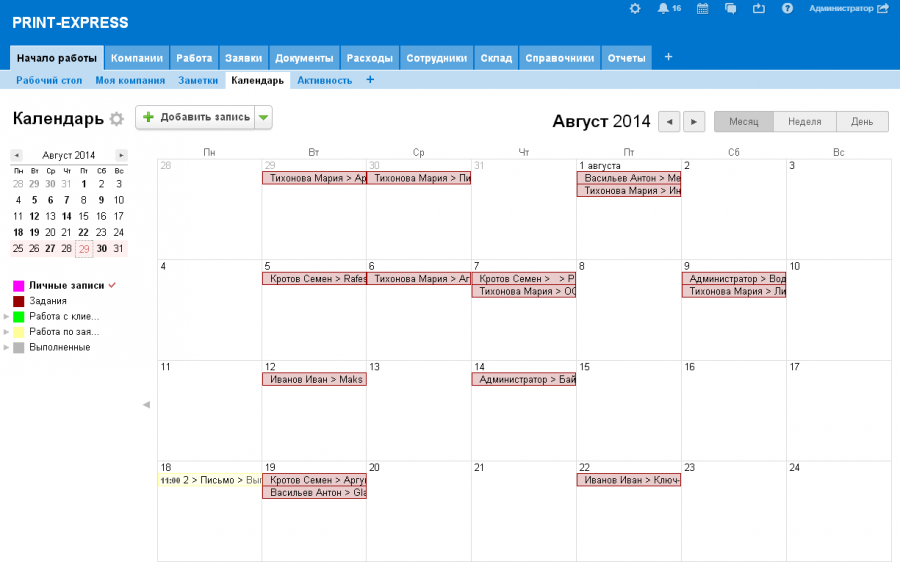 16 Администратор
PRINT-EXPRESS
Начало работы Компании Работа Заявки Документы Расходы Сотрудники Склад Справочники Отчеты +
Рабочий стол Моя компания Заметки Календарь Активность +
Календарь Добавить запись Август 2014 Месяц Неделя День
Август 2014
Пн Вт Ср Чт Пт Сб Вс
28 29 30 31 1 2 3
4 5 6 7 8 9 10
11 12 13 14 15 16 17
18 19 20 21 22 23 24
25 26 27 28 29 30 31
Личные записи
Задания
Работа с клие...
Работа по зая...
Выполненные
Пн Вт Ср Чт Пт Сб Вс
28 29 30 31 1 августа 2 3
Тихонова Мария > Ар Тихонова Мария > Пи Васильев Антон > Ме
Тихонова Мария > Ин
4 5 6 7 8 9 10
Кротов Семен > Rafes Тихонова Мария > Аг Кротов Семен > > Р Администратор > Вод
Тихонова Мария > ОС Тихонова Мария > Ли
11 12 13 14 15 16 17
Иванов Иван > Maks Администратор > Бай
18 19 20 21 22 23 24
11:00 2 > Письмо > Вып Кротов Семен > Аргу Иванов Иван > Ключ-
Васильев Антон > Gla